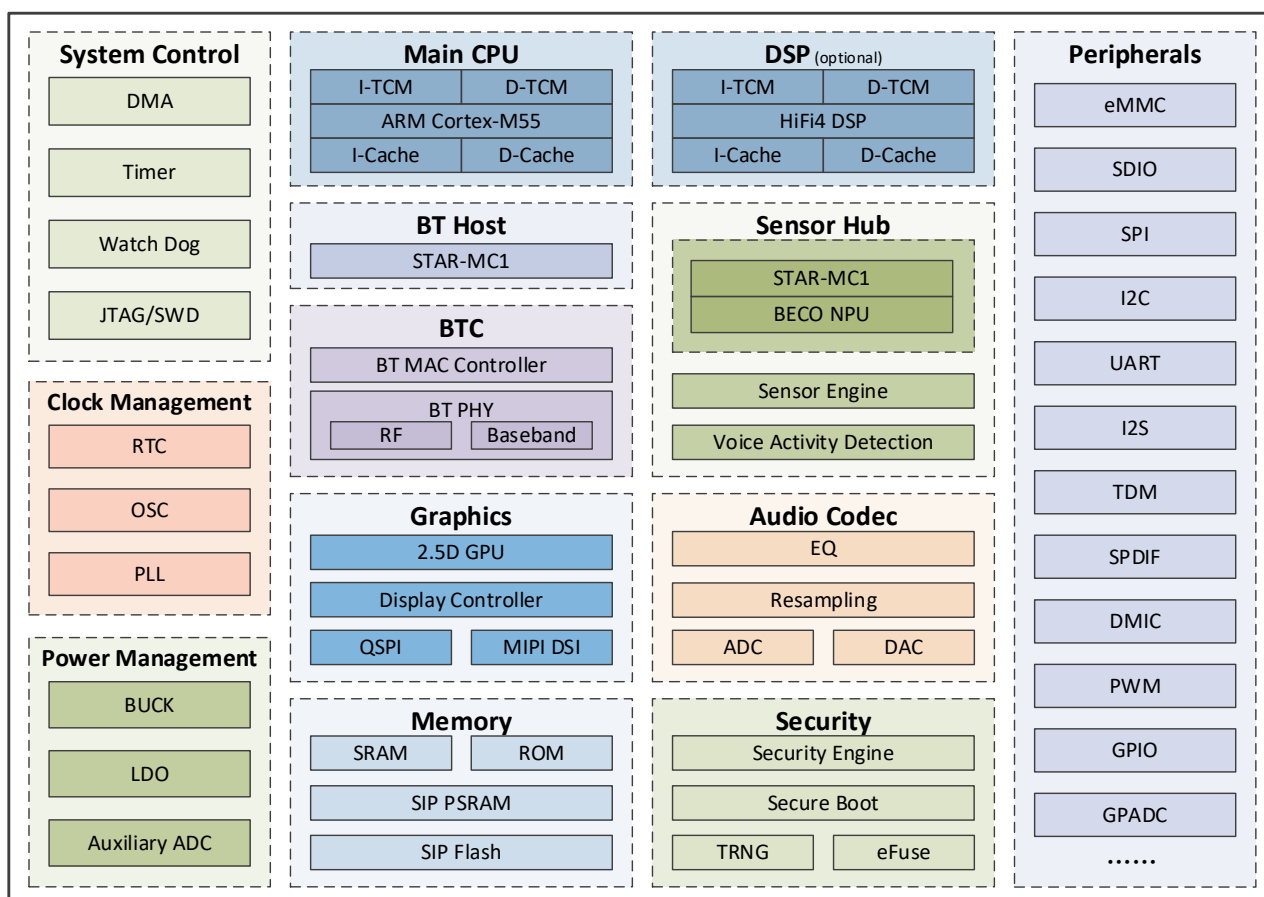 System Control
DMA
Timer
Watch Dog
JTAG/SWD
Clock Management
RTC
OSC
PLL
Power Management
BUCK
LDO
Auxiliary ADC
Main CPU
I-TCM D-TCM
ARM Cortex-M55
I-Cache D-Cache
BT Host
STAR-MC1
BTC
BT MAC Controller
BT PHY
RF Baseband
Graphics
2.5D GPU
Display Controller
QSPI MIPI DSI
Memory
SRAM ROM
SIP PSRAM
SIP Flash
DSP (optional)
I-TCM D-TCM
HiFi4 DSP
I-Cache D-Cache
Sensor Hub
STAR-MC1
BECO NPU
Sensor Engine
Voice Activity Detection
Audio Codec
EQ
Resampling
ADC DAC
Security
Security Engine
Secure Boot
TRNG eFuse
Peripherals
eMMC
SDIO
SPI
I2C
UART
I2S
TDM
SPDIF
DMIC
PWM
GPIO
GPADC
......